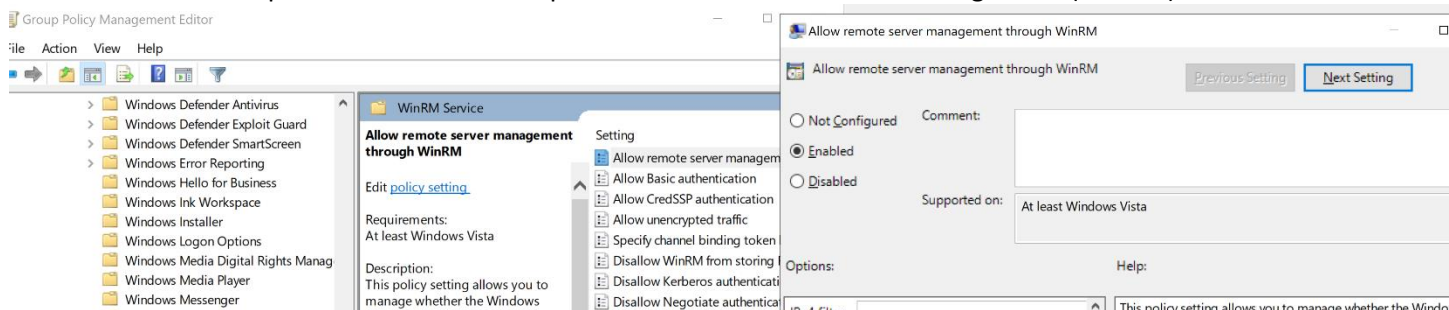 Group Policy Management Editor
File Action View Help
Windows Defender Antivirus
Windows Defender Exploit Guard
Windows Defender SmartScreen
Windows Error Reporting
Windows Hello for Business
Windows Ink Workspace
Windows Installer
Windows Logon Options
Windows Media Digital Rights Manag
Windows Media Player
Windows Messenger
WinRM Service
Allow remote server management
through WinRM
Edit policy setting
Requirements:
At least Windows Vista
Description:
This policy setting allows you to
manage whether the Windows
Setting
Allow remote server managem
Allow Basic authentication
Allow CredSSP authentication
Allow unencrypted traffic
Specify channel binding token
Disallow WinRM from storing
Disallow Kerberos authenticati
Disallow Negotiate authenticat
Allow remote server management through WinRM
Allow remote server management through WinRM
Previous Setting
Next Setting
Not Configured
Enabled
Disabled
Comment:
Supported on:
At least Windows Vista
Options:
Help:
This policy setting allows you to manage whether the Windo